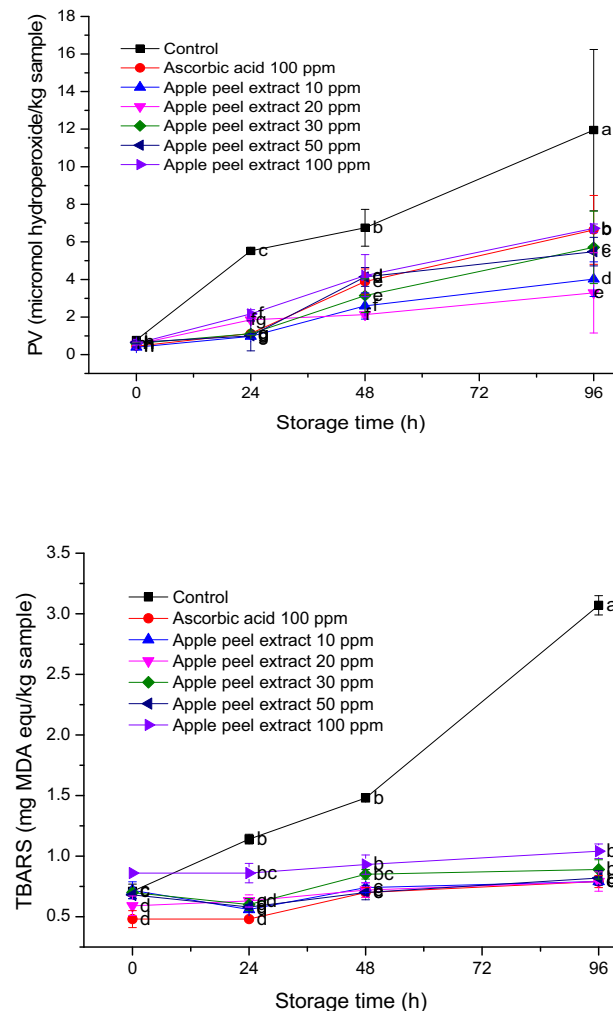 18
16
14
12
10
8
6
4
2
0
PV (micromol hydroperoxide/kg sample)
Control
Ascorbic acid 100 ppm
Apple peel extract 10 ppm
Apple peel extract 20 ppm
Apple peel extract 30 ppm
Apple peel extract 50 ppm
Apple peel extract 100 ppm
a
b
c
b
c
d
e
d
e
f
f
g
0 24 48 72 96
Storage time (h)
3.5
3.0
2.5
2.0
1.5
1.0
0.5
TBARS (mg MDA equ/kg sample)
Control
Ascorbic acid 100 ppm
Apple peel extract 10 ppm
Apple peel extract 20 ppm
Apple peel extract 30 ppm
Apple peel extract 50 ppm
Apple peel extract 100 ppm
a
b
b
b
bc
b
bc
c
d
d
d
0 24 48 72 96
Storage time (h)